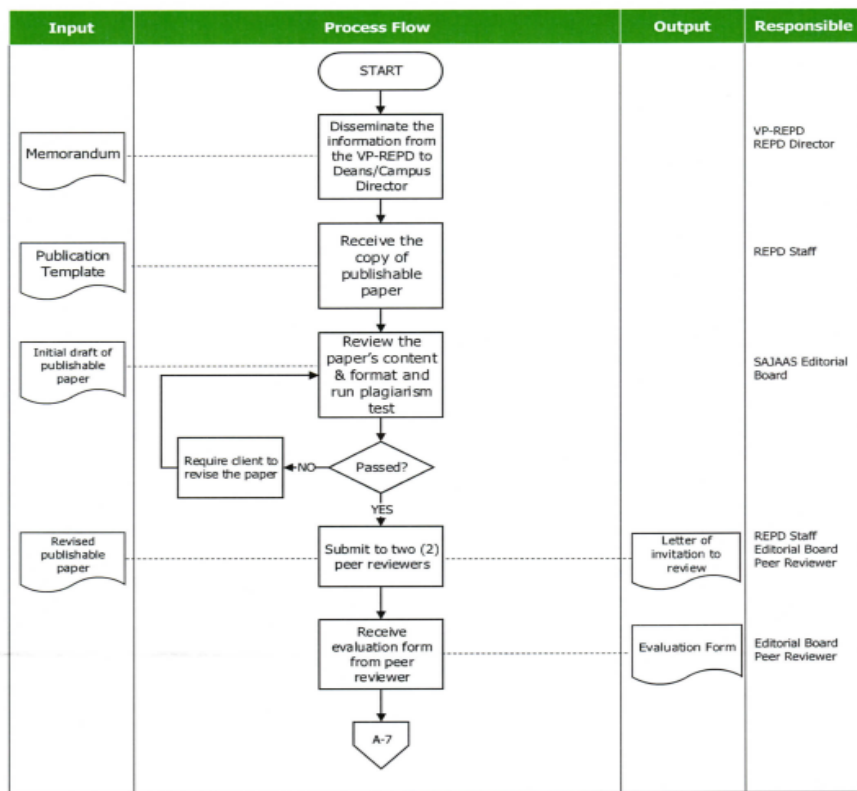 Input
Process Flow
Output
Responsible
START
Memorandum
Disseminate the
information from
the VP-REPD to
Deans/Campus
Director
VP-REPD
REPD Director
Publication
Template
Receive the
copy of
publishable
paper
REPD Staff
Initial draft of
publishable
paper
Review the
paper's content
& format and
run plagiarism
test
SAJAAS Editorial
Board
Require client to
revise the paper
NO
Passed?
YES
Revised
publishable
paper
Submit to two (2)
peer reviewers
Letter of
invitation to
review
REPD Staff
Editorial Board
Peer Reviewer
Receive
evaluation form
from peer
reviewer
Evaluation Form
Editorial Board
Peer Reviewer
A-7